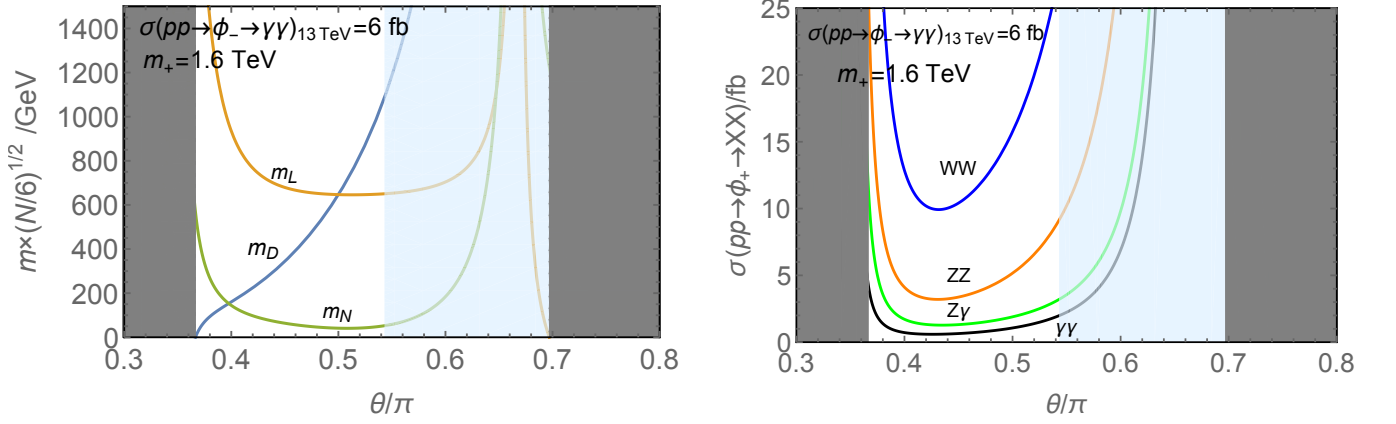 σ(pp→ϕ₋→γγ)₁₃ TeV=6 fb
m₊=1.6 TeV
m×(N/6)^1/2 /GeV
1400
1200
1000
800
600
400
200
0
m_L
m_D
m_N
0.3 0.4 0.5 0.6 0.7 0.8
θ/π
σ(pp→ϕ₋→γγ)₁₃ TeV=6 fb
m₊=1.6 TeV
σ(pp→ϕ₊→XX)/fb
25
20
15
10
5
0
WW
ZZ
Zγ
γγ
0.3 0.4 0.5 0.6 0.7 0.8
θ/π